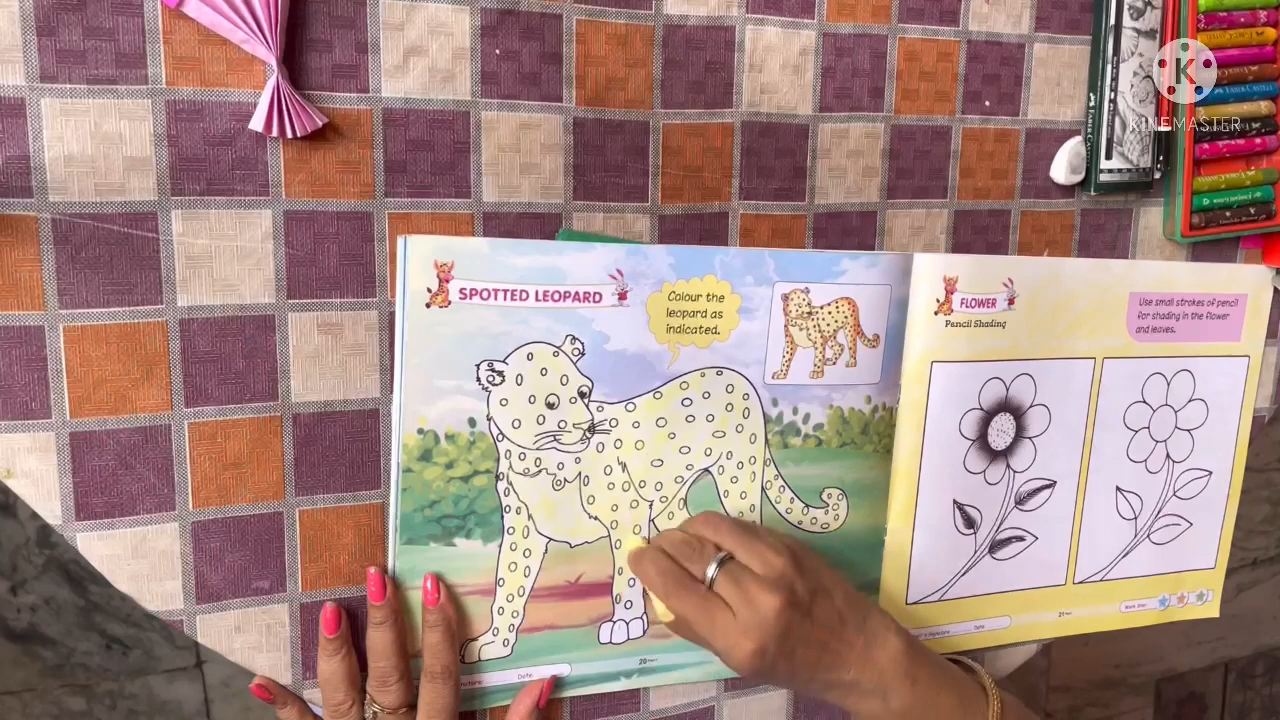 SPOTTED LEOPARD
Colour the
leopard as
indicated.
Date:
20
FLOWER
Pencil Shading
Use small strokes of pencil
for shading in the flower
and leaves.
Date
21
K
KINEMASTER